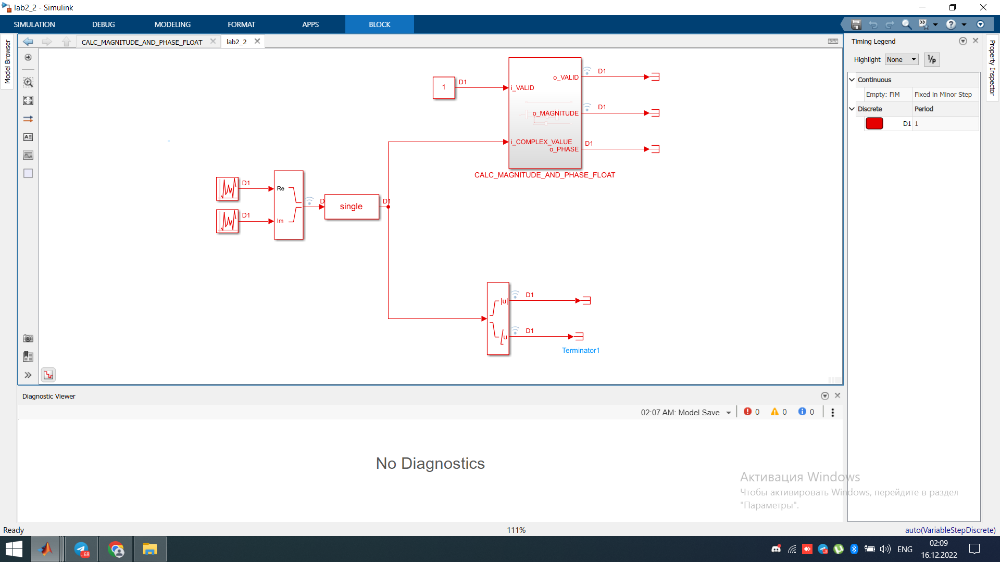 lab2_2 - Simulink
SIMULATION DEBUG MODELING FORMAT APPS BLOCK
Model Browser
CALC_MAGNITUDE_AND_PHASE_FLOAT lab2_2
Timing Legend
Property Inspector
Highlight None 1/p
Continuous
Empty: FiM Fixed in Minor Step
Discrete Period
D1 1
1 D1
i_VALID
o_VALID
D1
o_MAGNITUDE
D1
i_COMPLEX_VALUE
o_PHASE
D1
CALC_MAGNITUDE_AND_PHASE_FLOAT
D1
Re
D1
Im
D
single
D1
|u|
D1
u
D1
Terminator1
Diagnostic Viewer
02:07 AM: Model Save 0 0 0
No Diagnostics
Активация Windows
Чтобы активировать Windows, перейдите в раздел
"Параметры".
Ready 111% auto(VariableStepDiscrete)
..68
8
ENG
02:09
16.12.2022